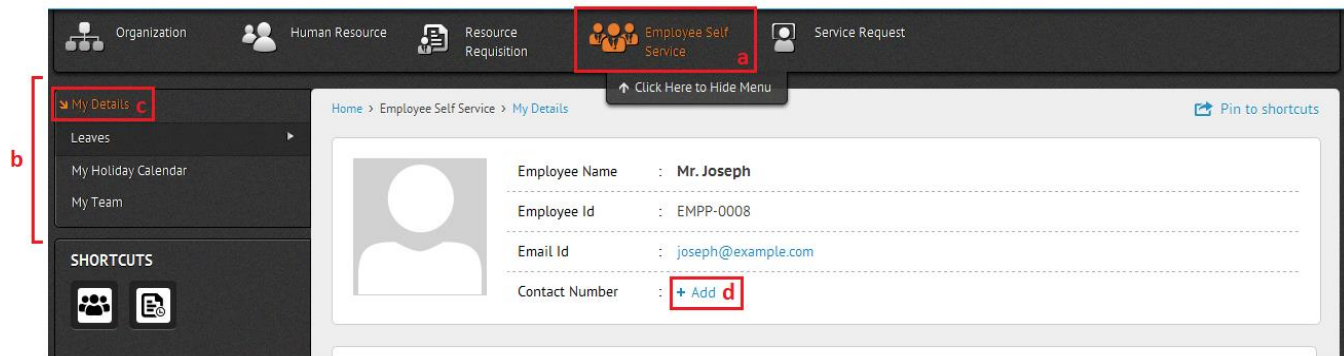 Organization
Human Resource
Resource
Requisition
Employee Self
Service
a
Service Request
Click Here to Hide Menu
b
My Details c
Leaves
My Holiday Calendar
My Team
SHORTCUTS
Home > Employee Self Service > My Details
Pin to shortcuts
Employee Name : Mr. Joseph
Employee Id : EMPP-0008
Email Id : joseph@example.com
Contact Number : + Add d